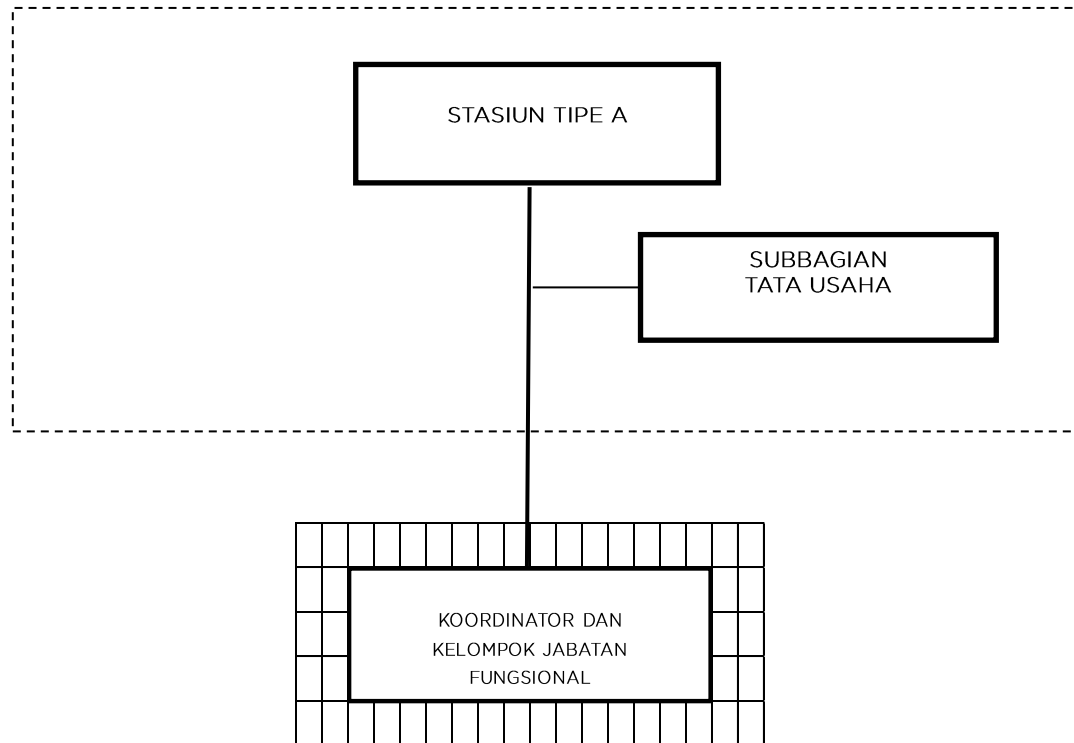 STASIUN TIPE A
SUBBAGIAN
TATA USAHA
KOORDINATOR DAN
KELOMPOK JABATAN
FUNGSIONAL